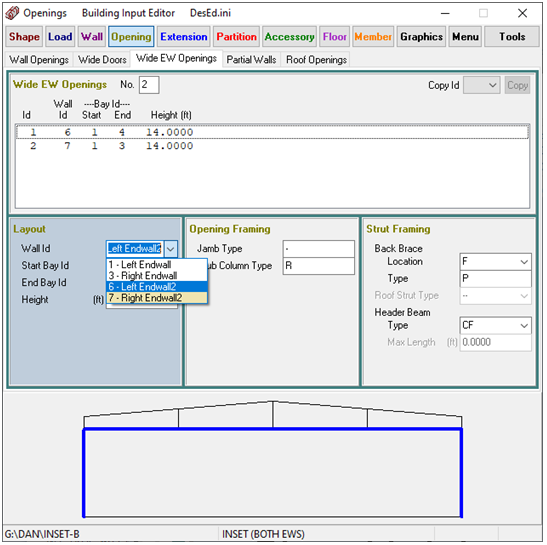 Openings Building Input Editor DesEd.ini
Shape Load Wall Opening Extension Partition Accessory Floor Member Graphics Menu Tools
Wall Openings Wide Doors Wide EW Openings Partial Walls Roof Openings
Wide EW Openings No. 2 Copy Id Copy
Wall ----Bay Id----
Id Id Start End Height (ft)
1 6 1 4 14.0000
2 7 1 3 14.0000
Layout
Wall Id Left Endwall2
1 - Left Endwall
3 - Right Endwall
6 - Left Endwall2
7 - Right Endwall2
Start Bay Id
End Bay Id
Height (ft)
Opening Framing
Jamb Type -
ub Column Type R
Strut Framing
Back Brace
Location F
Type P
Roof Strut Type --
Header Beam
Type CF
Max Length (ft) 0.0000
G:\DAN\INSET-B INSET (BOTH EWS)